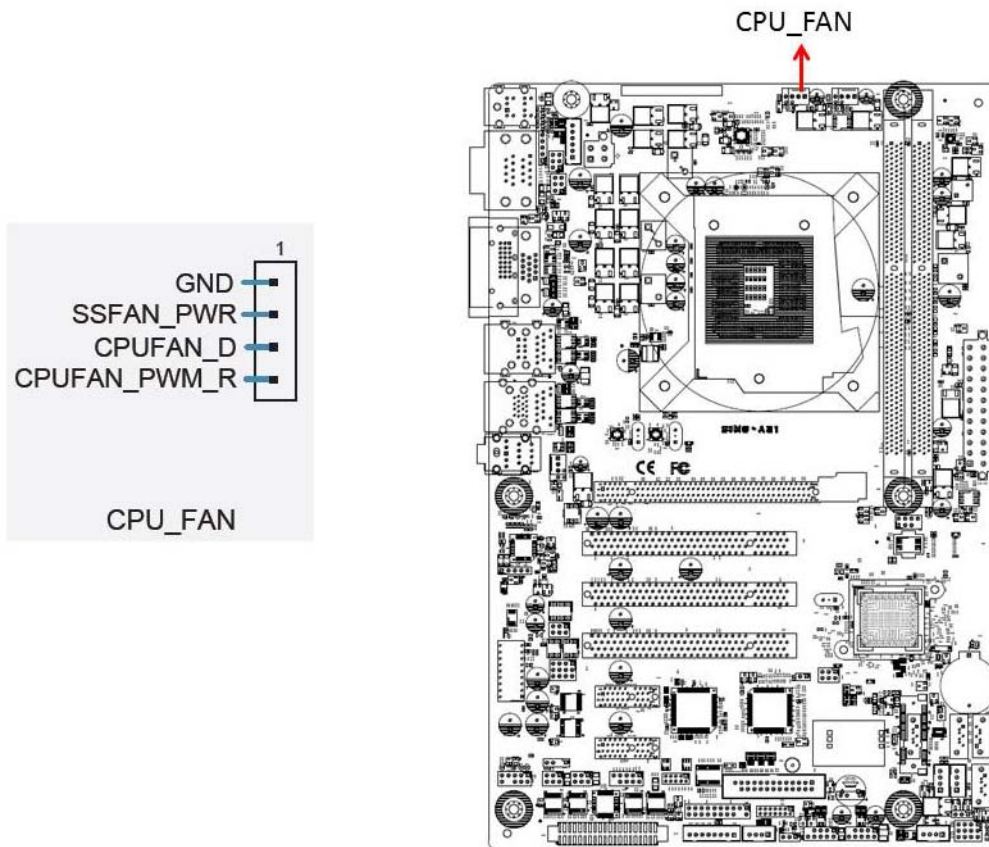 CPU_FAN
1
GND
SSFAN_PWR
CPUFAN_D
CPUFAN_PWM_R
CPU_FAN
CE FC